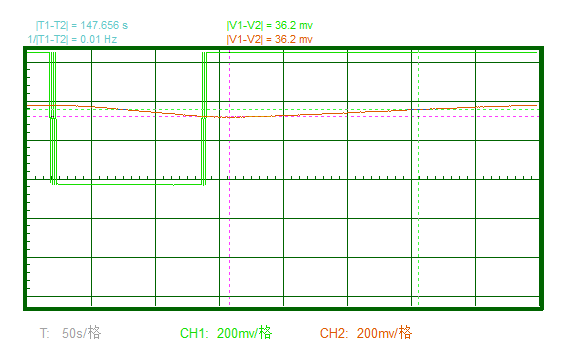 |T1-T2| = 147.656 s |V1-V2| = 36.2 mv
1/|T1-T2| = 0.01 Hz |V1-V2| = 36.2 mv
T: 50s/格 CH1: 200mv/格 CH2: 200mv/格